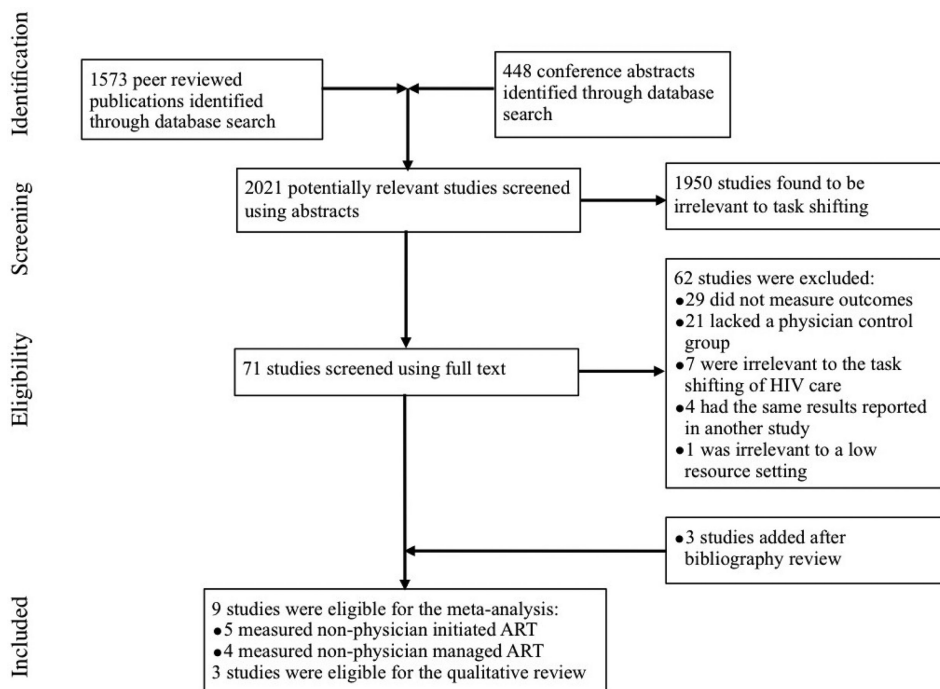 Identification
1573 peer reviewed
publications identified
through database search
448 conference abstracts
identified through database
search
Screening
2021 potentially relevant studies screened
using abstracts
1950 studies found to be
irrelevant to task shifting
Eligibility
71 studies screened using full text
62 studies were excluded:
●29 did not measure outcomes
●21 lacked a physician control
group
●7 were irrelevant to the task
shifting of HIV care
●4 had the same results reported
in another study
●1 was irrelevant to a low
resource setting
●3 studies added after
bibliography review
Included
9 studies were eligible for the meta-analysis:
●5 measured non-physician initiated ART
●4 measured non-physician managed ART
3 studies were eligible for the qualitative review